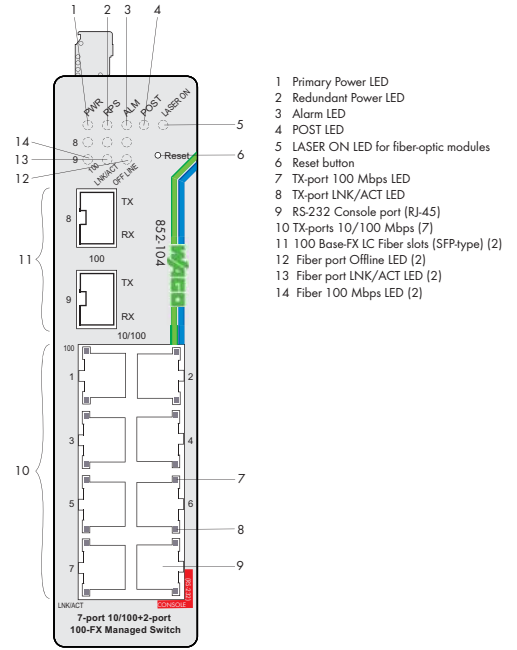 1 2 3 4
PWR RPS ALM POST LASER ON
5
14 8
13 9
12 100 LNK/ACT OFF LINE
Reset 6
TX
8
RX
100
11
852-104
WAGO
TX
9
RX
10/100
100
1 2
3 4
10
7
5 6
8
9
7
(RS-232)
LNK/ACT CONSOLE
7-port 10/100+2-port
100-FX Managed Switch
1 Primary Power LED
2 Redundant Power LED
3 Alarm LED
4 POST LED
5 LASER ON LED for fiber-optic modules
6 Reset button
7 TX-port 100 Mbps LED
8 TX-port LNK/ACT LED
9 RS-232 Console port (RJ-45)
10 TX-ports 10/100 Mbps (7)
11 100 Base-FX LC Fiber slots (SFP-type) (2)
12 Fiber port Offline LED (2)
13 Fiber port LNK/ACT LED (2)
14 Fiber 100 Mbps LED (2)